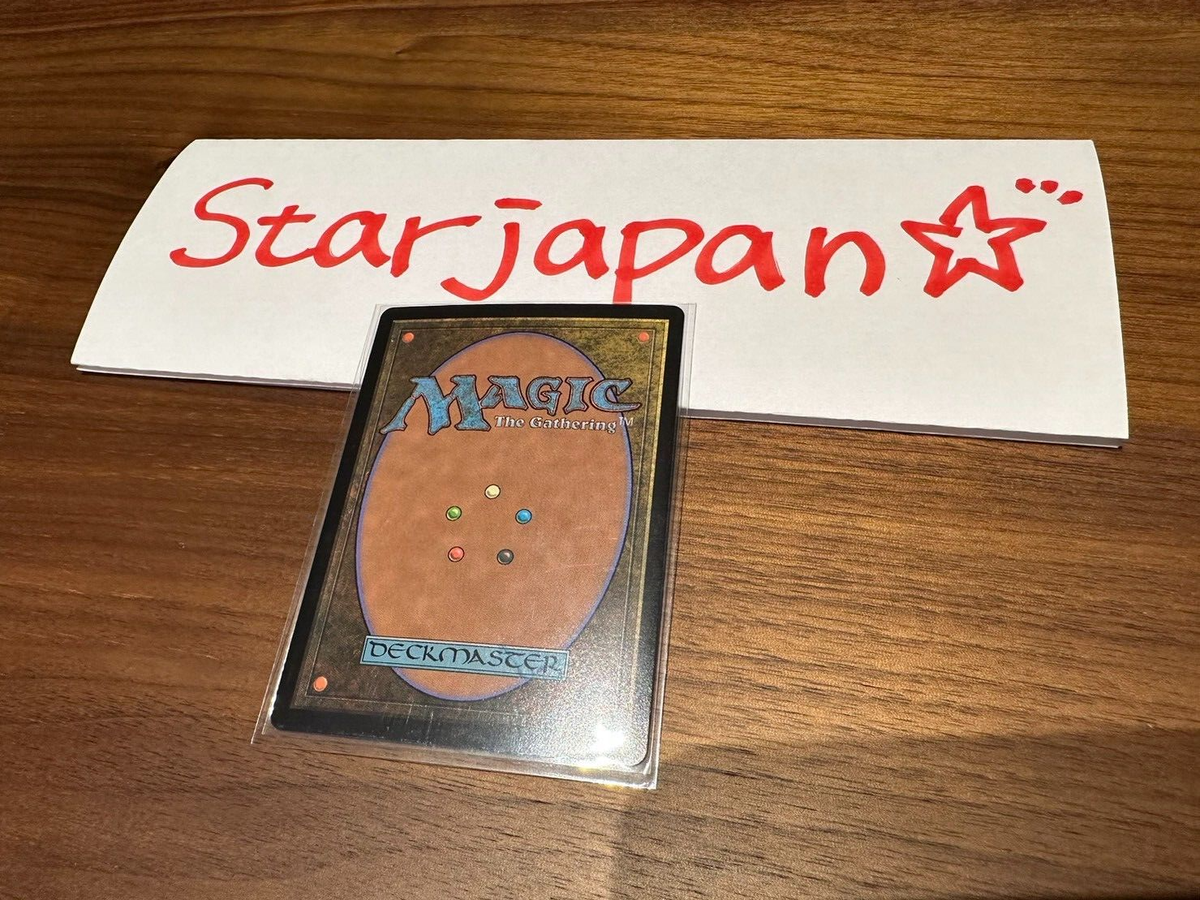 Starjapan
MAGIC
The Gathering™
DECKMASTER